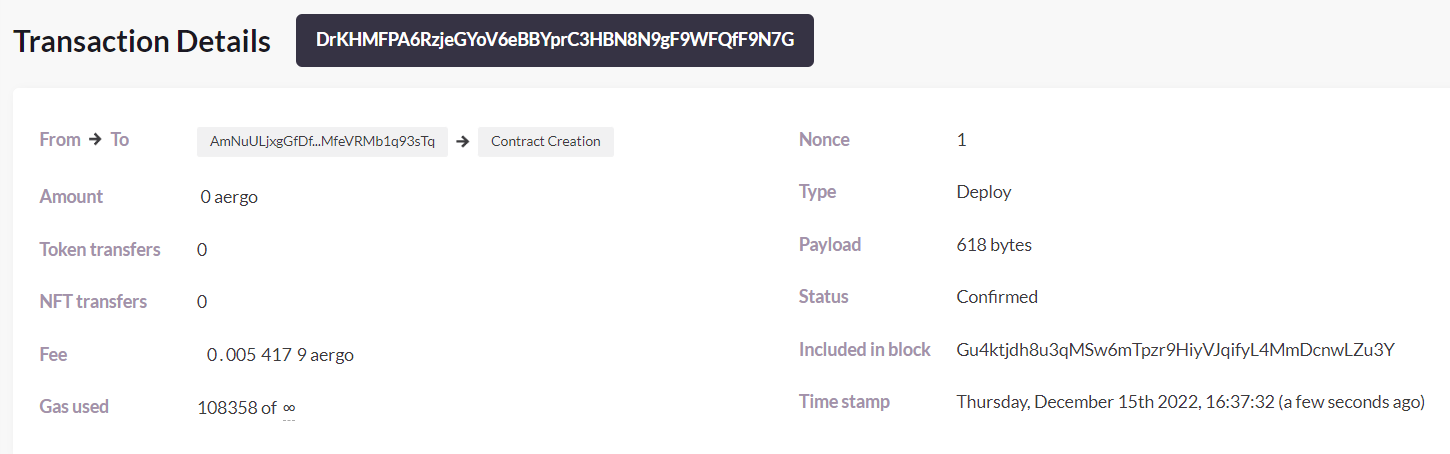 Transaction Details DrKHMFPA6RzjeGYoV6eBBYprC3HBN8N9gF9WFQfF9N7G
From → To AmNuULjxgGfDf...MfeVRMb1q93sTq → Contract Creation
Amount 0 aergo
Token transfers 0
NFT transfers 0
Fee 0.005 417 9 aergo
Gas used 108358 of ∞
Nonce 1
Type Deploy
Payload 618 bytes
Status Confirmed
Included in block Gu4ktjdh8u3qMSw6mTpzr9HiyVJqifyL4MmDcnwLZu3Y
Time stamp Thursday, December 15th 2022, 16:37:32 (a few seconds ago)